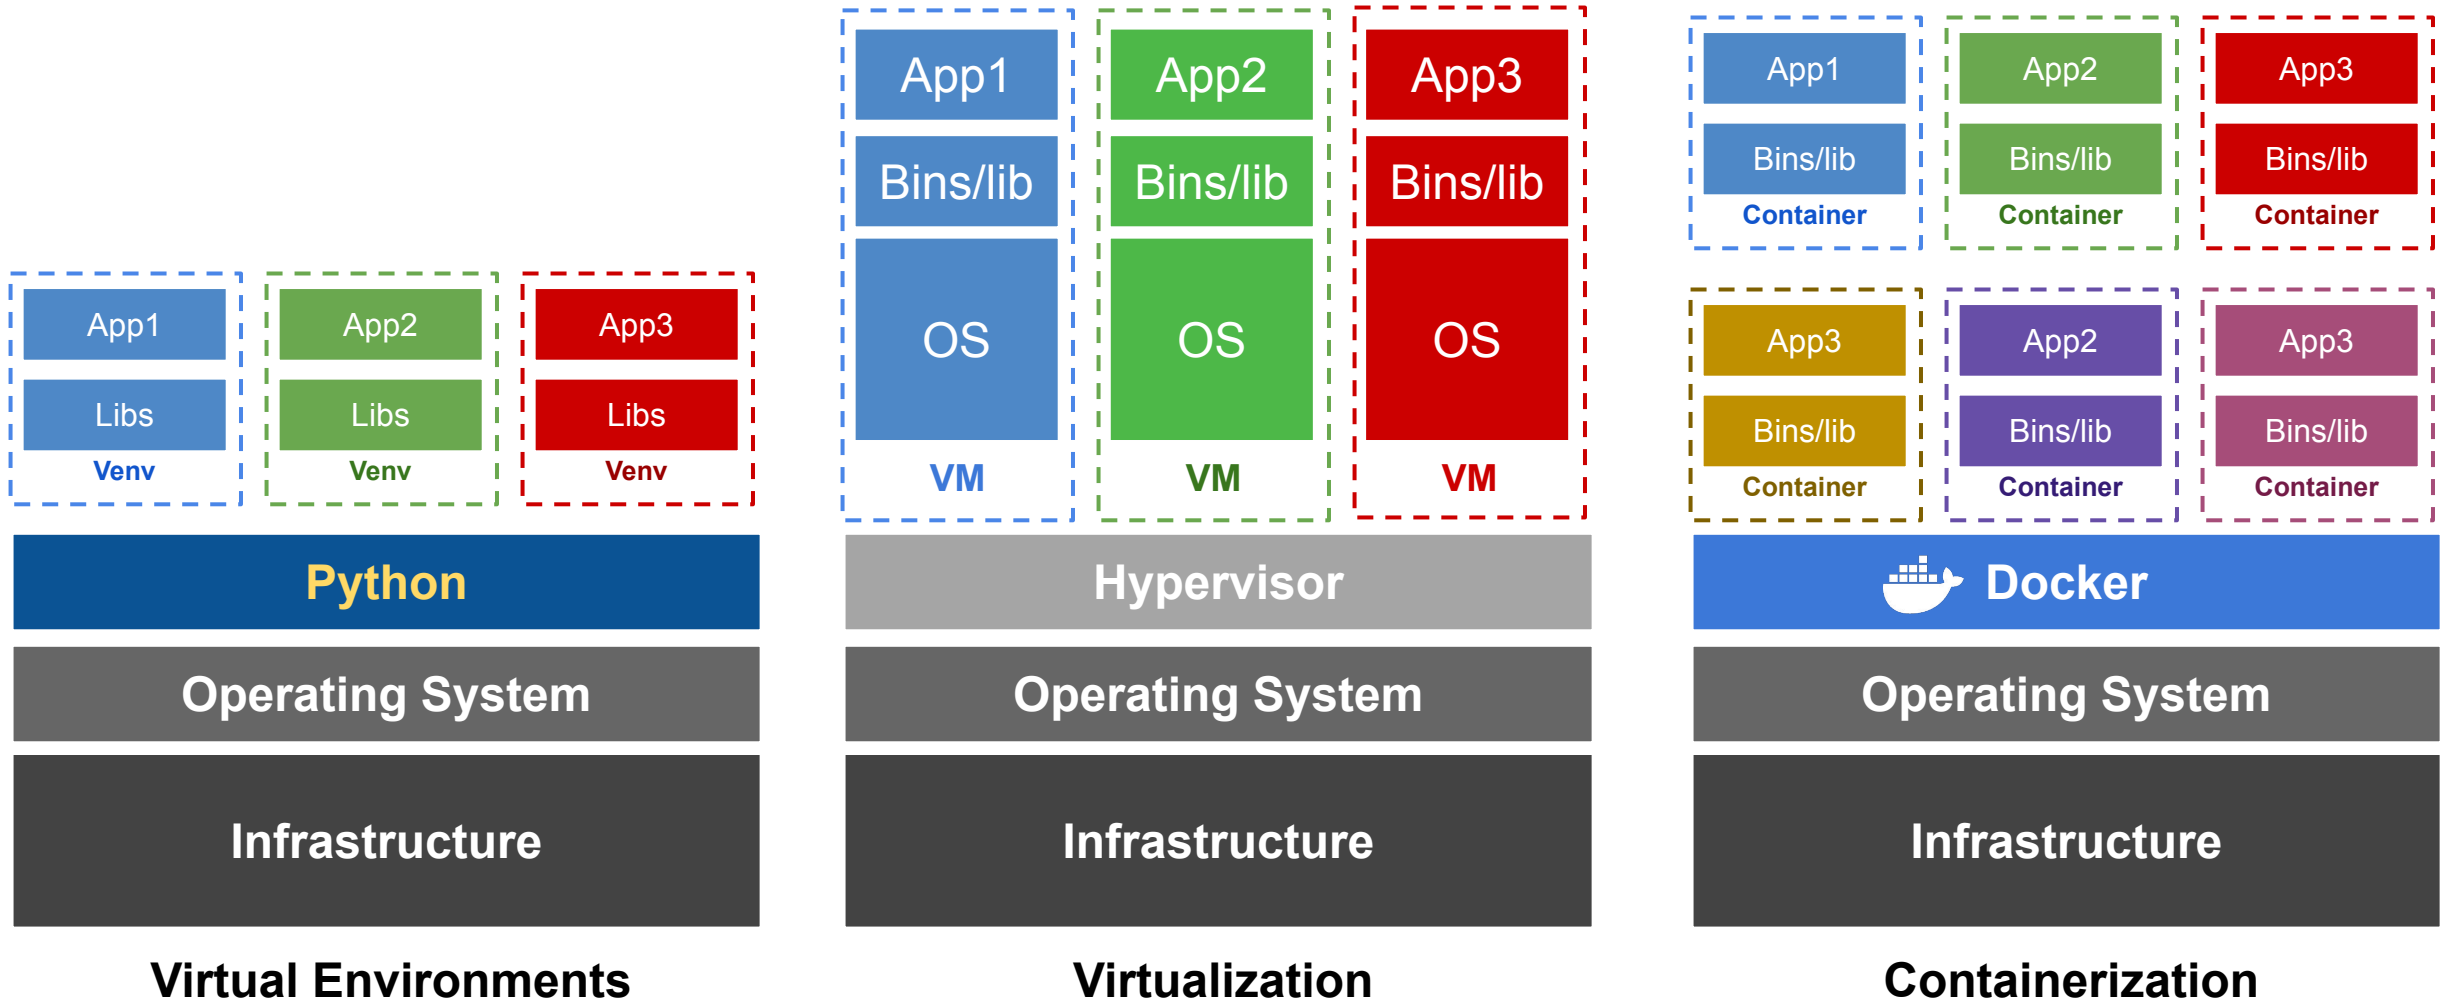 App1
Libs
Venv
App2
Libs
Venv
App3
Libs
Venv
Python
Operating System
Infrastructure
Virtual Environments
App1
Bins/lib
OS
VM
App2
Bins/lib
OS
VM
App3
Bins/lib
OS
VM
Hypervisor
Operating System
Infrastructure
Virtualization
App1
Bins/lib
Container
App2
Bins/lib
Container
App3
Bins/lib
Container
App3
Bins/lib
Container
App2
Bins/lib
Container
App3
Bins/lib
Container
Docker
Operating System
Infrastructure
Containerization